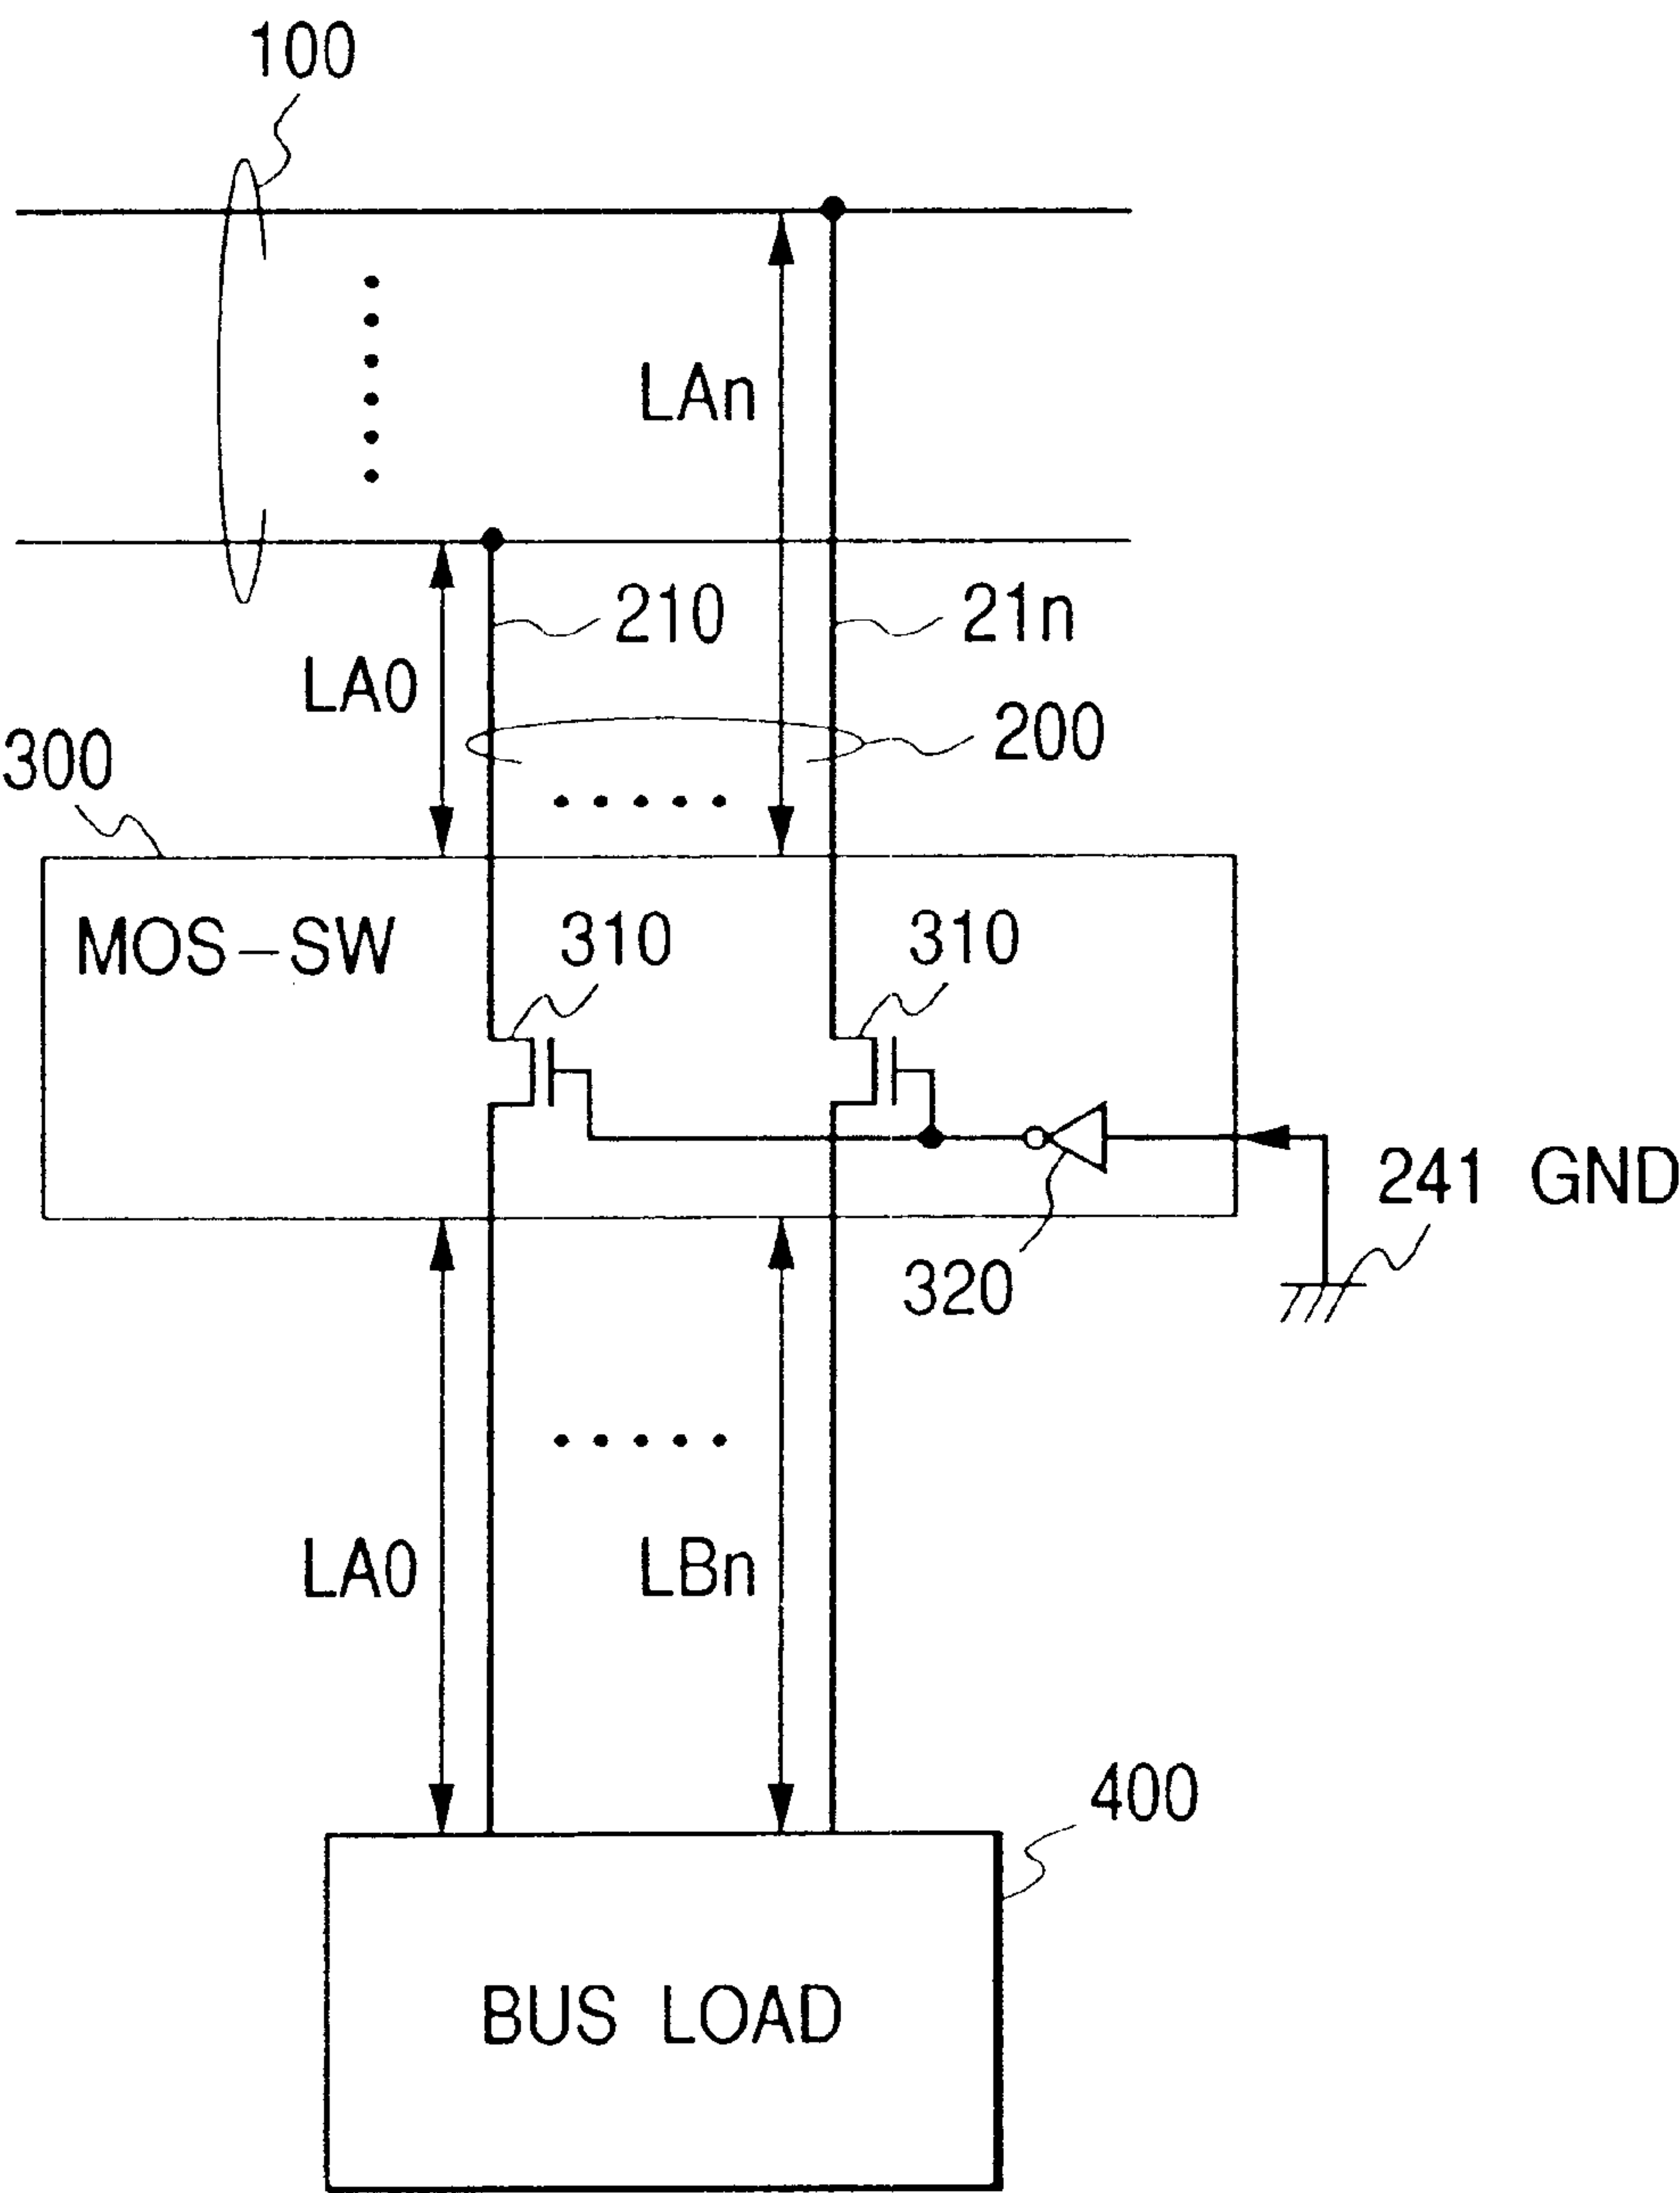 100
LAn
210
21n
LA0
200
300
MOS-SW
310
310
241 GND
320
LA0
LBn
400
BUS LOAD